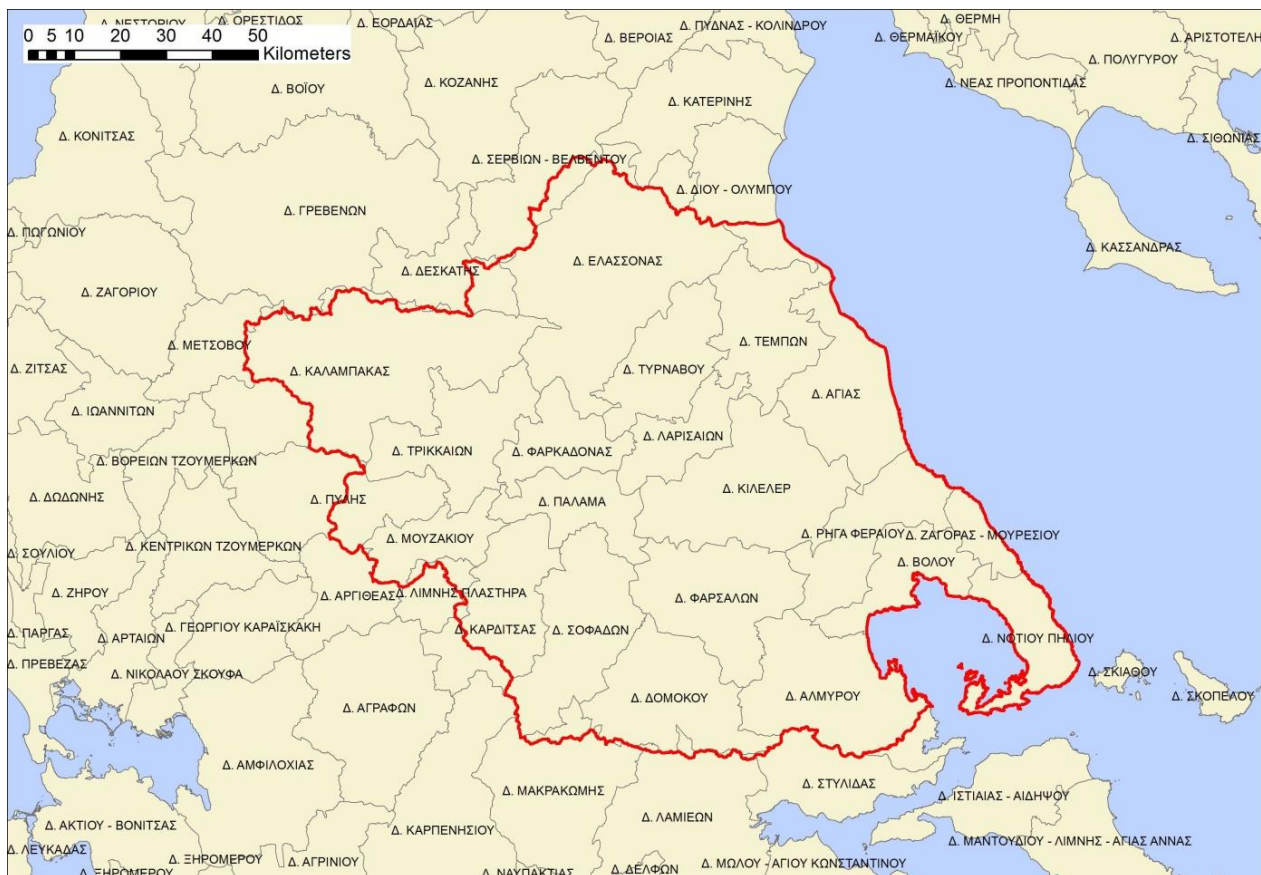 Δ. ΝΕΣΤΟΡΙΟΥ
Δ. ΟΡΕΣΤΙΔΟΣ
Δ. ΕΟΡΔΑΙΑΣ
Δ. ΠΥΔΝΑΣ - ΚΟΛΙΝΔΡΟΥ
Δ. ΘΕΡΜΗ
Δ. ΒΕΡΟΙΑΣ
Δ. ΘΕΡΜΑΪΚΟΥ
Δ. ΑΡΙΣΤΟΤΕΛΗ
0 5 10 20 30 40 50
Kilometers
Δ. ΚΟΖΑΝΗΣ
Δ. ΠΟΛΥΓΥΡΟΥ
Δ. ΒΟΪΟΥ
Δ. ΝΕΑΣ ΠΡΟΠΟΝΤΙΔΑΣ
Δ. ΚΑΤΕΡΙΝΗΣ
Δ. ΚΟΝΙΤΣΑΣ
Δ. ΣΙΘΩΝΙΑΣ
Δ. ΣΕΡΒΙΩΝ - ΒΕΛΒΕΝΤΟΥ
Δ. ΔΙΟΥ - ΟΛΥΜΠΟΥ
Δ. ΓΡΕΒΕΝΩΝ
Δ. ΠΩΓΩΝΙΟΥ
Δ. ΚΑΣΣΑΝΔΡΑΣ
Δ. ΕΛΑΣΣΟΝΑΣ
Δ. ΔΕΣΚΑΤΗΣ
Δ. ΖΑΓΟΡΙΟΥ
Δ. ΜΕΤΣΟΒΟΥ
Δ. ΤΕΜΠΩΝ
Δ. ΖΙΤΣΑΣ
Δ. ΚΑΛΑΜΠΑΚΑΣ
Δ. ΤΥΡΝΑΒΟΥ
Δ. ΑΓΙΑΣ
Δ. ΙΩΑΝΝΙΤΩΝ
Δ. ΛΑΡΙΣΑΙΩΝ
Δ. ΤΡΙΚΚΑΙΩΝ
Δ. ΦΑΡΚΑΔΟΝΑΣ
Δ. ΒΟΡΕΙΩΝ ΤΖΟΥΜΕΡΚΩΝ
Δ. ΚΙΛΕΛΕΡ
Δ. ΔΩΔΩΝΗΣ
Δ. ΠΥΛΗΣ
Δ. ΠΑΛΑΜΑ
Δ. ΡΗΓΑ ΦΕΡΑΙΟΥ
Δ. ΖΑΓΟΡΑΣ - ΜΟΥΡΕΣΙΟΥ
Δ. ΜΟΥΖΑΚΙΟΥ
Δ. ΚΕΝΤΡΙΚΩΝ ΤΖΟΥΜΕΡΚΩΝ
Δ. ΣΟΥΛΙΟΥ
Δ. ΒΟΛΟΥ
Δ. ΖΗΡΟΥ
Δ. ΑΡΓΙΘΕΑΣ
Δ. ΛΙΜΝΗΣ ΠΛΑΣΤΗΡΑ
Δ. ΦΑΡΣΑΛΩΝ
Δ. ΓΕΩΡΓΙΟΥ ΚΑΡΑΪΣΚΑΚΗ
Δ. ΚΑΡΔΙΤΣΑΣ
Δ. ΣΟΦΑΔΩΝ
Δ. ΠΑΡΓΑΣ
Δ. ΑΡΤΑΙΩΝ
Δ. ΝΟΤΙΟΥ ΠΗΛΙΟΥ
Δ. ΠΡΕΒΕΖΑΣ
Δ. ΝΙΚΟΛΑΟΥ ΣΚΟΥΦΑ
Δ. ΣΚΙΑΘΟΥ
Δ. ΔΟΜΟΚΟΥ
Δ. ΑΛΜΥΡΟΥ
Δ. ΣΚΟΠΕΛΟΥ
Δ. ΑΓΡΑΦΩΝ
Δ. ΑΜΦΙΛΟΧΙΑΣ
Δ. ΣΤΥΛΙΔΑΣ
Δ. ΜΑΚΡΑΚΩΜΗΣ
Δ. ΙΣΤΙΑΙΑΣ - ΑΙΔΗΨΟΥ
Δ. ΛΑΜΙΕΩΝ
Δ. ΑΚΤΙΟΥ - ΒΟΝΙΤΣΑΣ
Δ. ΚΑΡΠΕΝΗΣΙΟΥ
Δ. ΜΑΝΤΟΥΔΙΟΥ - ΛΙΜΝΗΣ - ΑΓΙΑΣ ΑΝΝΑΣ
Δ. ΛΕΥΚΑΔΑΣ
Δ. ΞΗΡΟΜΕΡΟΥ
Δ. ΑΓΡΙΝΙΟΥ
Δ. ΜΩΛΟΥ - ΑΓΙΟΥ ΚΩΝΣΤΑΝΤΙΝΟΥ
Δ. ΞΗΡΟΜΕΡΟΥ
Δ. ΝΑΥΠΑΚΤΙΑΣ
Δ. ΔΕΛΦΩΝ